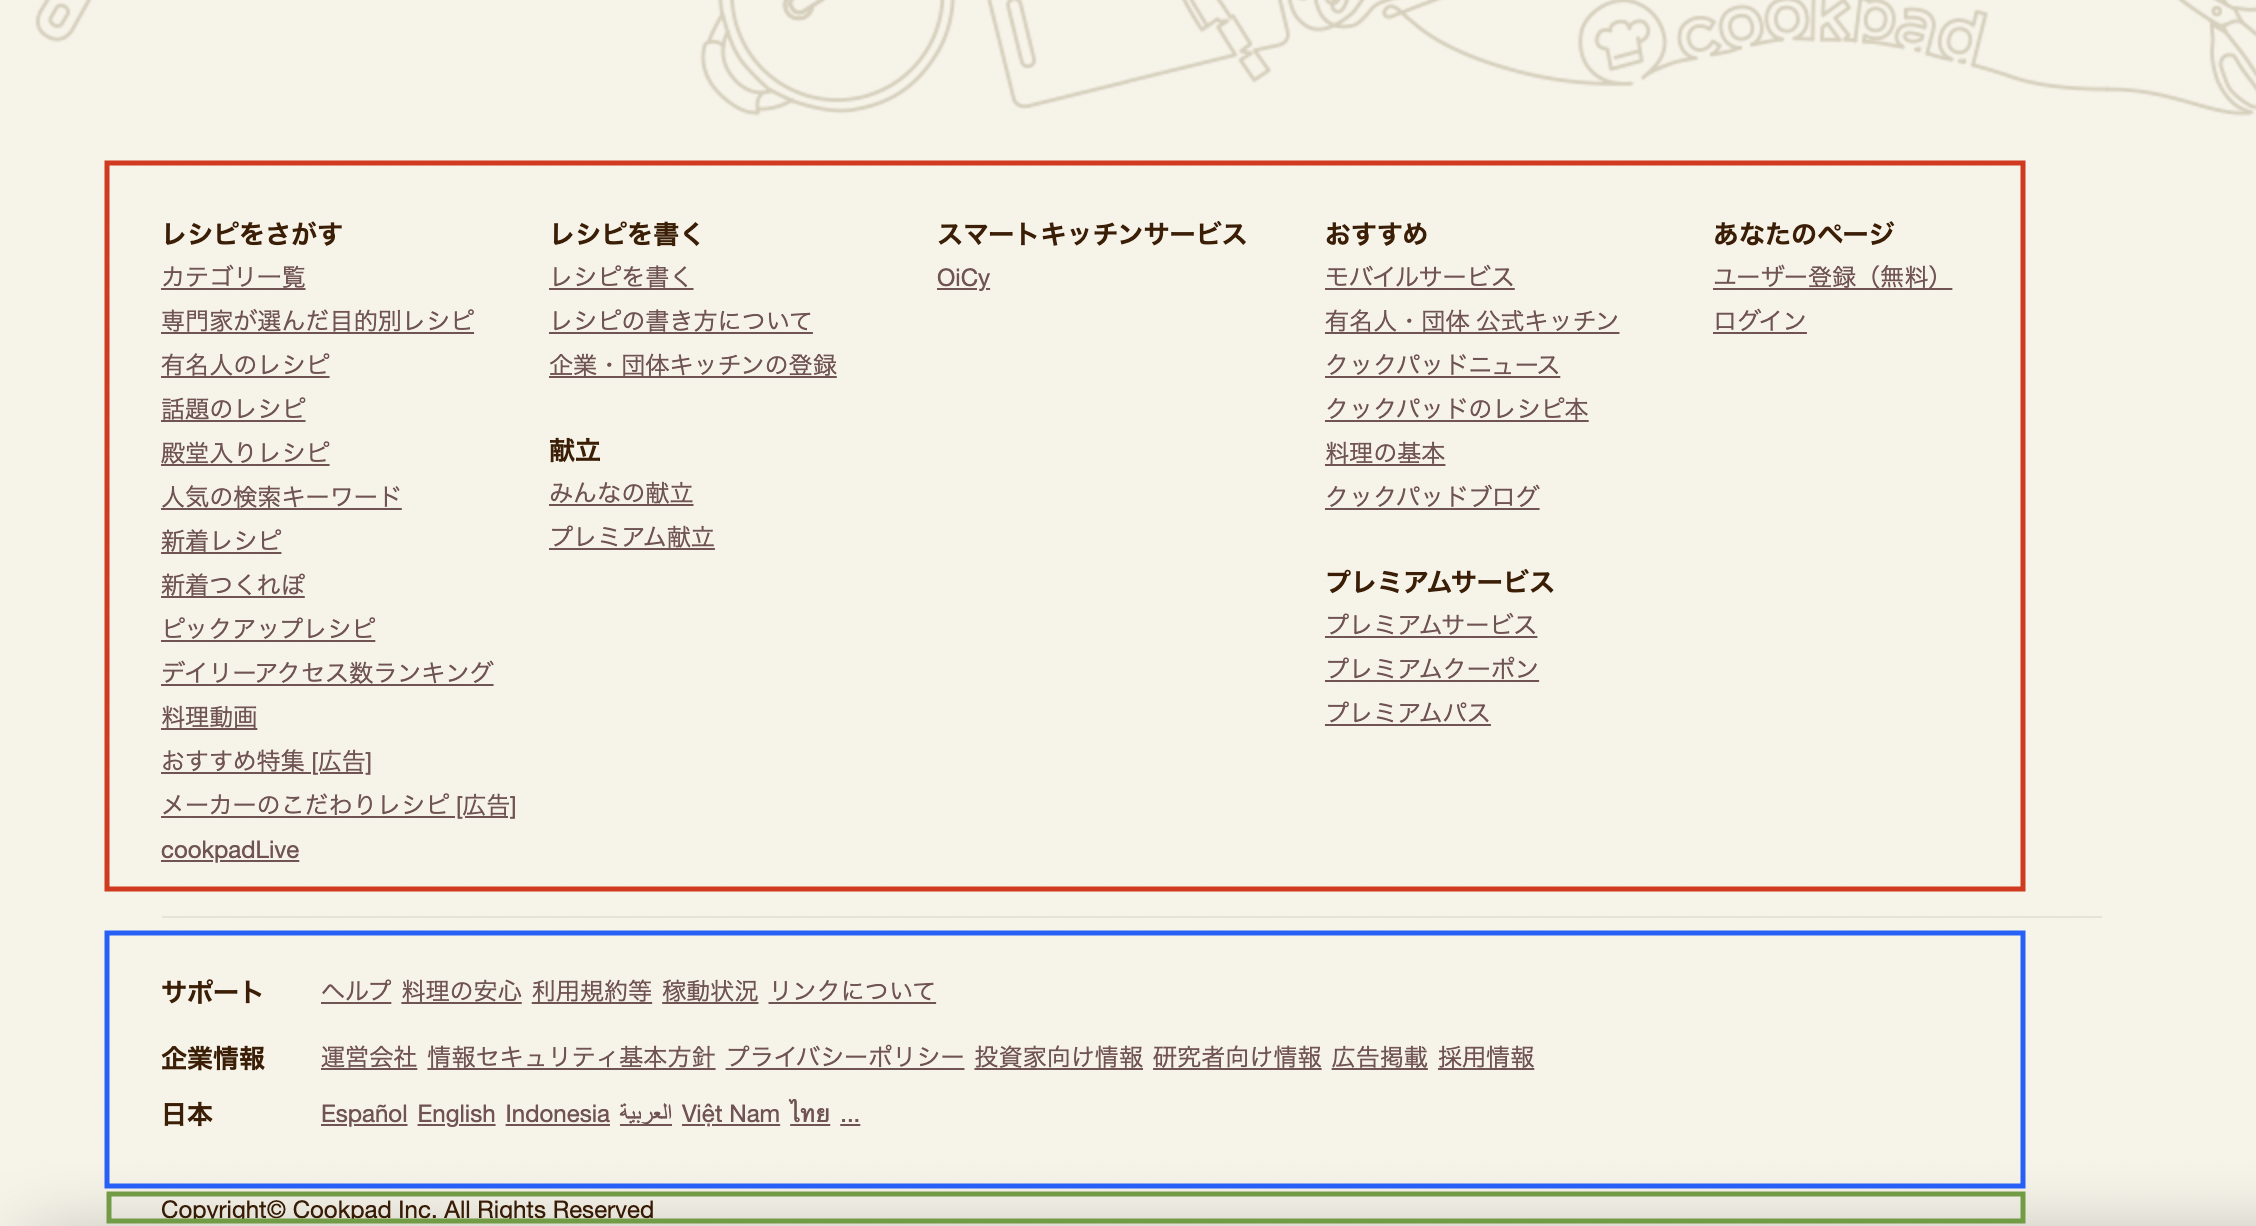 cookpad
レシピをさがす
カテゴリ一覧
専門家が選んだ目的別レシピ
有名人のレシピ
話題のレシピ
殿堂入りレシピ
人気の検索キーワード
新着レシピ
新着つくれぽ
ピックアップレシピ
デイリーアクセス数ランキング
料理動画
おすすめ特集 [広告]
メーカーのこだわりレシピ [広告]
cookpadLive
レシピを書く
レシピを書く
レシピの書き方について
企業・団体キッチンの登録
献立
みんなの献立
プレミアム献立
スマートキッチンサービス
OiCy
おすすめ
モバイルサービス
有名人・団体 公式キッチン
クックパッドニュース
クックパッドのレシピ本
料理の基本
クックパッドブログ
プレミアムサービス
プレミアムサービス
プレミアムクーポン
プレミアムパス
あなたのページ
ユーザー登録（無料）
ログイン
サポート ヘルプ 料理の安心 利用規約等 稼動状況 リンクについて
企業情報 運営会社 情報セキュリティ基本方針 プライバシーポリシー 投資家向け情報 研究者向け情報 広告掲載 採用情報
日本 Español English Indonesia العربية Việt Nam ไทย ...
Copyright© Cookpad Inc. All Rights Reserved